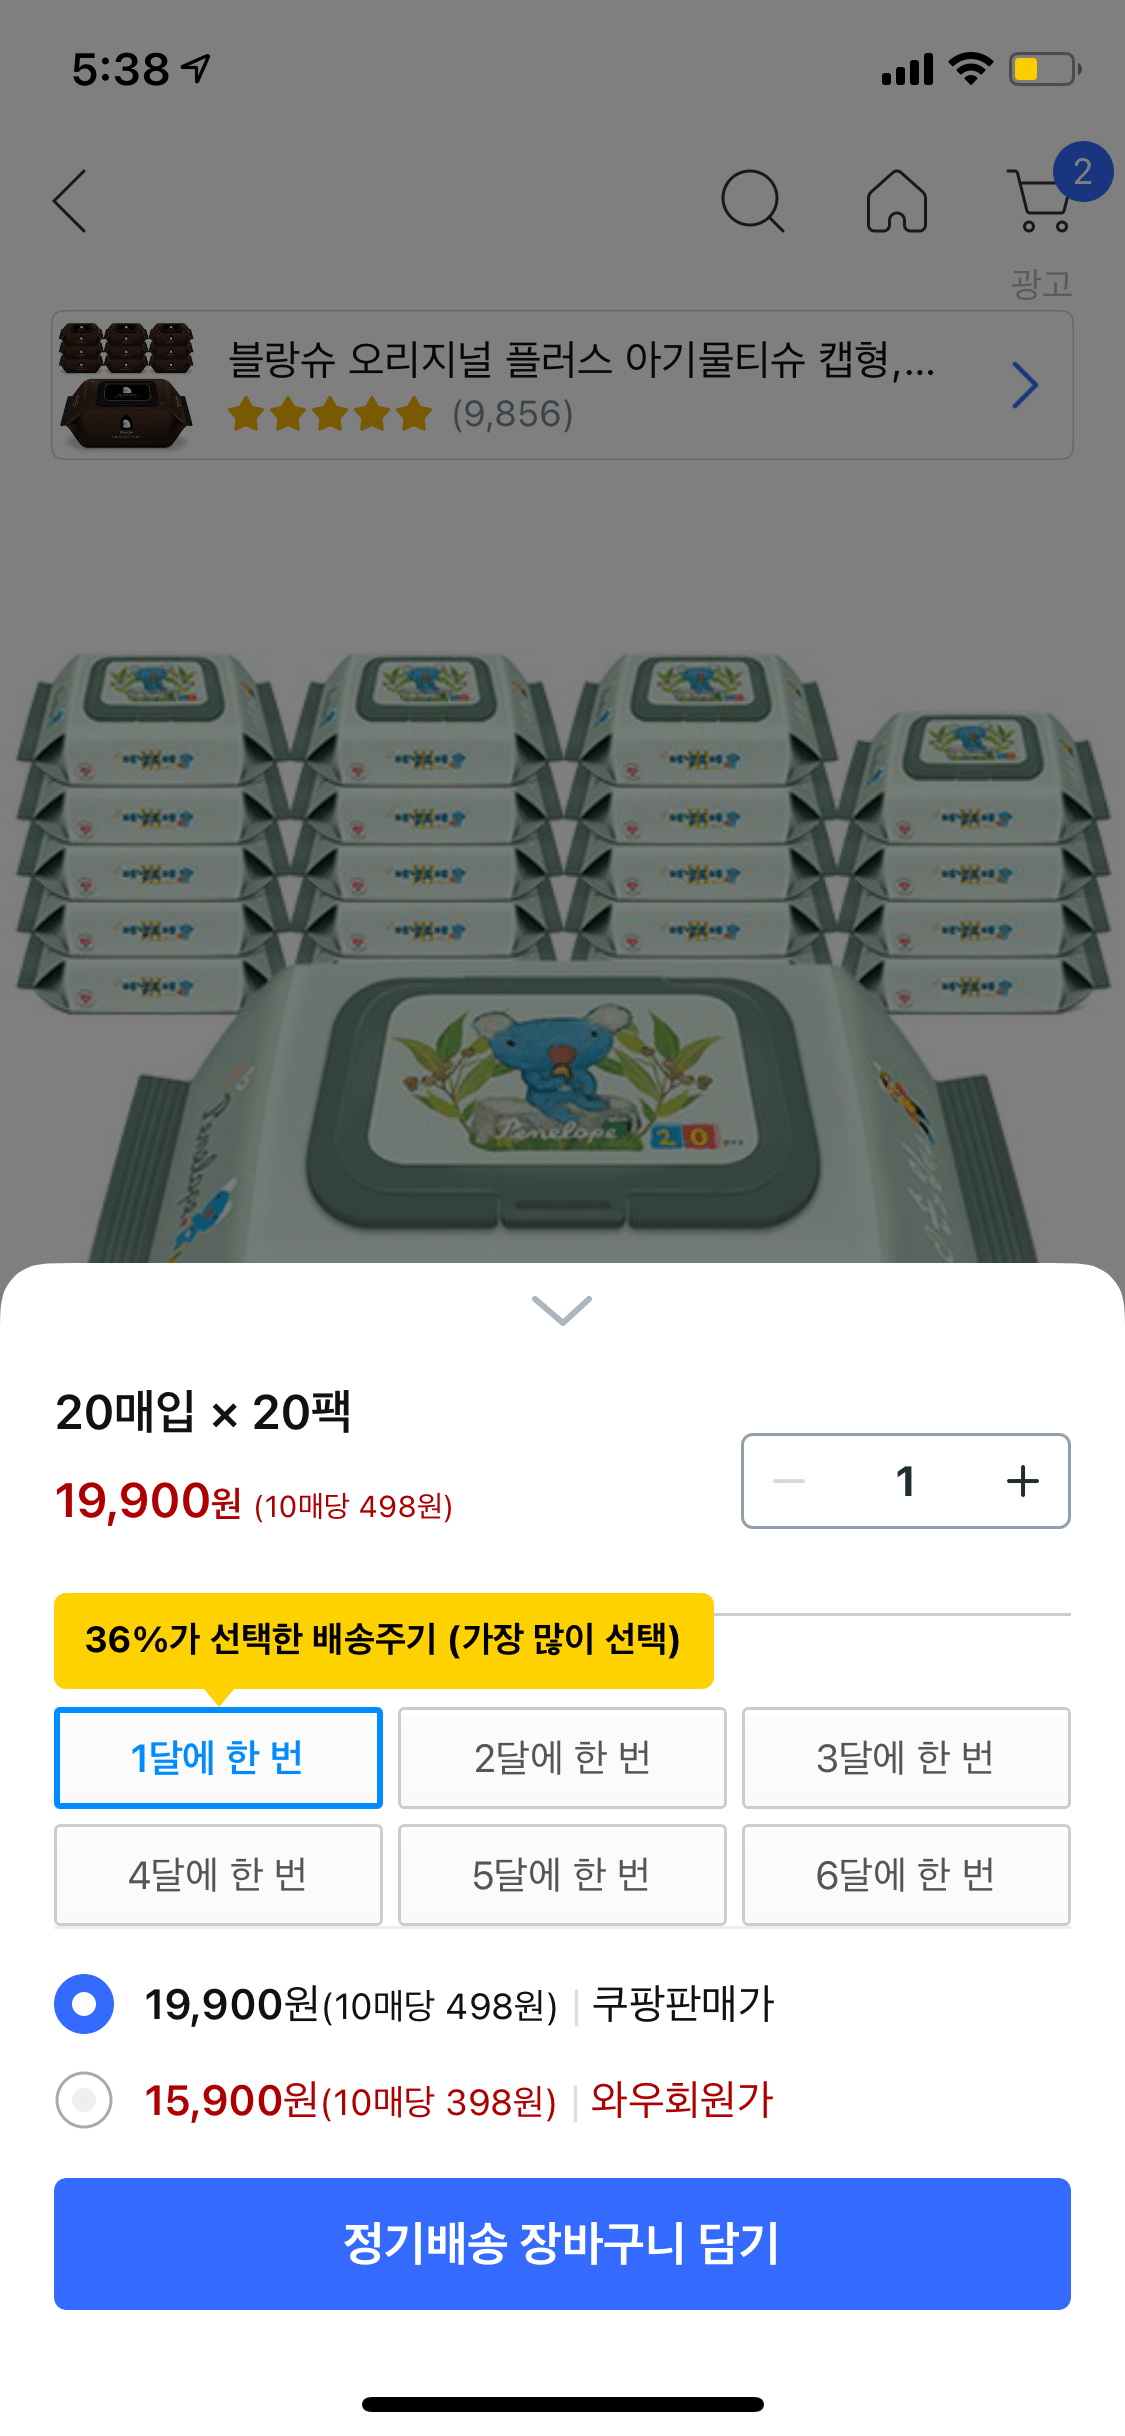 5:38
2
광고
블랑슈 오리지널 플러스 아기물티슈 캡형,...
(9,856)
Penelope
20 pcs
20매입 × 20팩
19,900원 (10매당 498원)
1
36%가 선택한 배송주기 (가장 많이 선택)
1달에 한 번
2달에 한 번
3달에 한 번
4달에 한 번
5달에 한 번
6달에 한 번
19,900원(10매당 498원) | 쿠팡판매가
15,900원(10매당 398원) | 와우회원가
정기배송 장바구니 담기